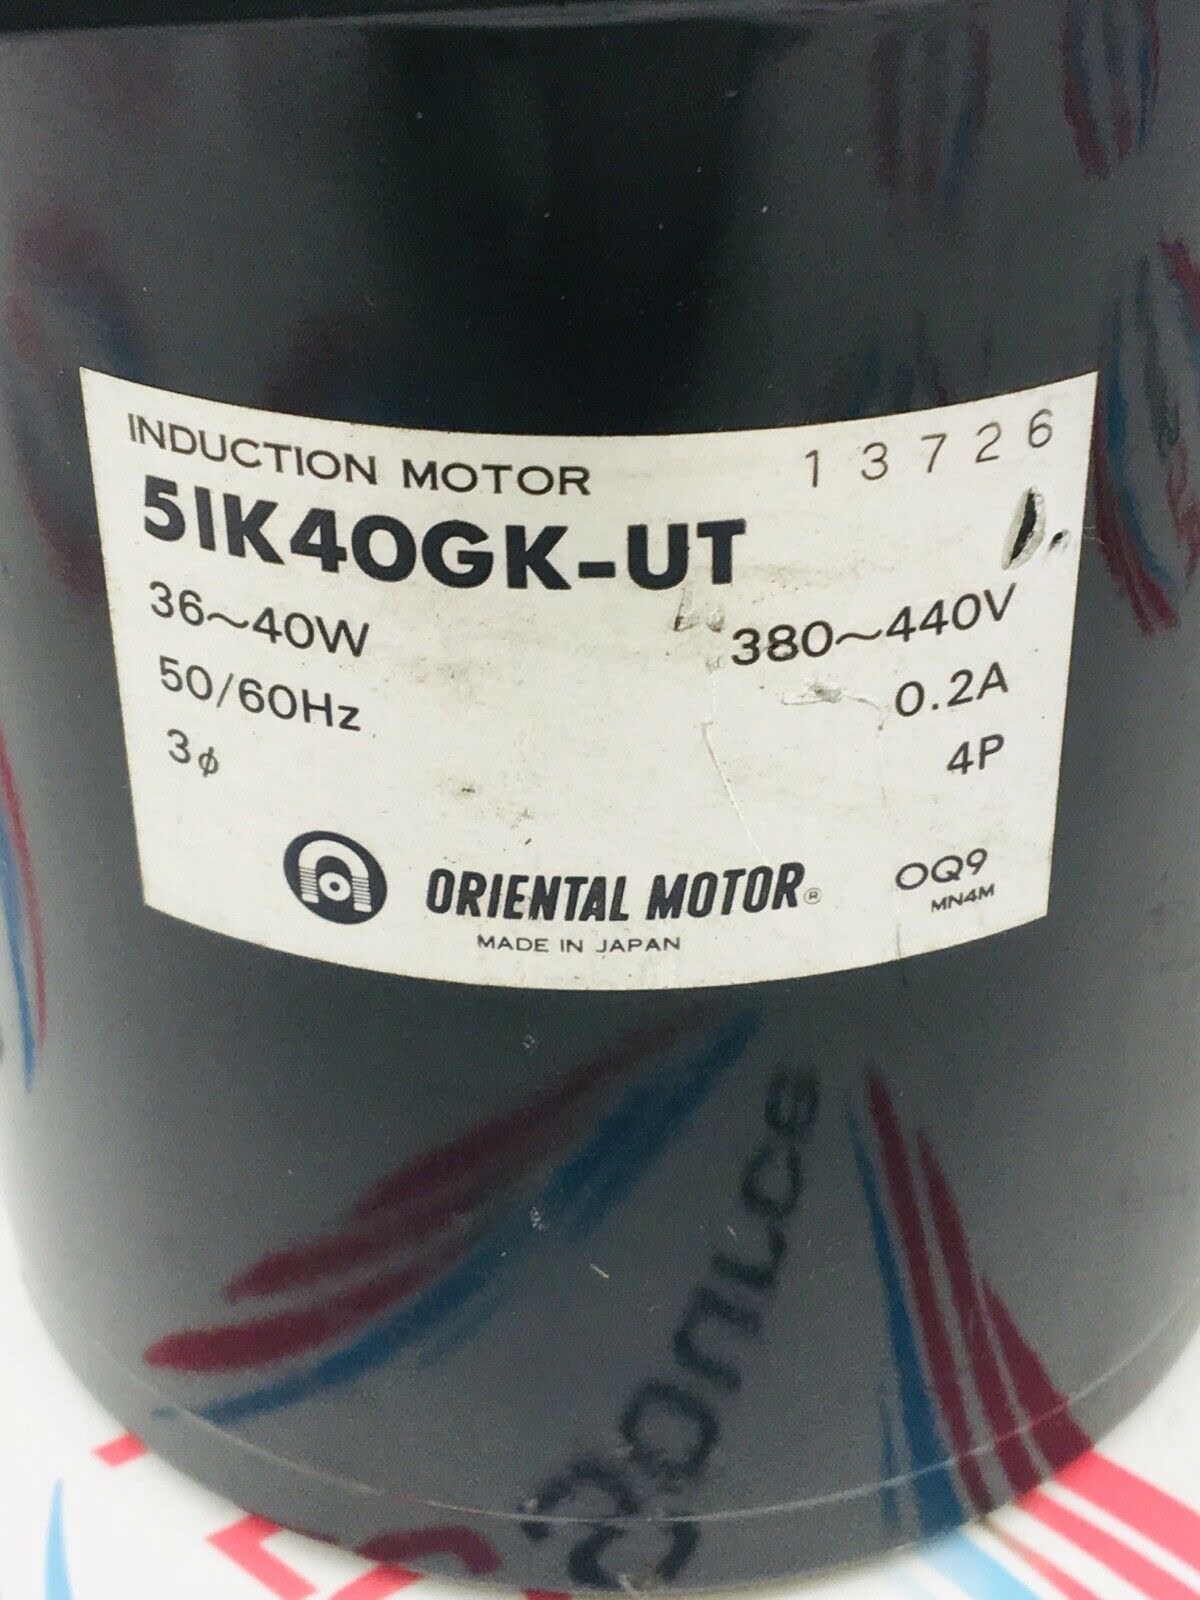 INDUCTION MOTOR 13726
5IK40GK-UT
36~40W 380~440V
50/60Hz 0.2A
3φ 4P
ORIENTAL MOTOR®
OQ9
MN4M
MADE IN JAPAN